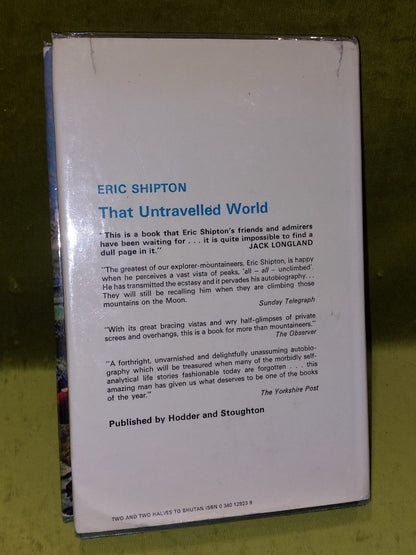 ERIC SHIPTON
That Untravelled World
"This is a book that Eric Shipton's friends and admirers
have been waiting for . . . it is quite impossible to find a
dull page in it."
JACK LONGLAND
"The greatest of our explorer-mountaineers, Eric Shipton, is happy
when he perceives a vast vista of peaks, 'all – all – unclimbed'.
He has transmitted the ecstasy and it pervades his autobiography...
They will still be recalling him when they are climbing those
mountains on the Moon.
Sunday Telegraph
"With its great bracing vistas and wry half-glimpses of private
screes and overhangs, this is a book for more than mountaineers."
The Observer
"A forthright, unvarnished and delightfully unassuming autobio-
graphy which will be treasured when many of the morbidly self-
analytical life stories fashionable today are forgotten . . . this
amazing man has given us what deserves to be one of the books
of the year."
The Yorkshire Post
Published by Hodder and Stoughton
TWO AND TWO HALVES TO BHUTAN ISBN 0 340 12923 9